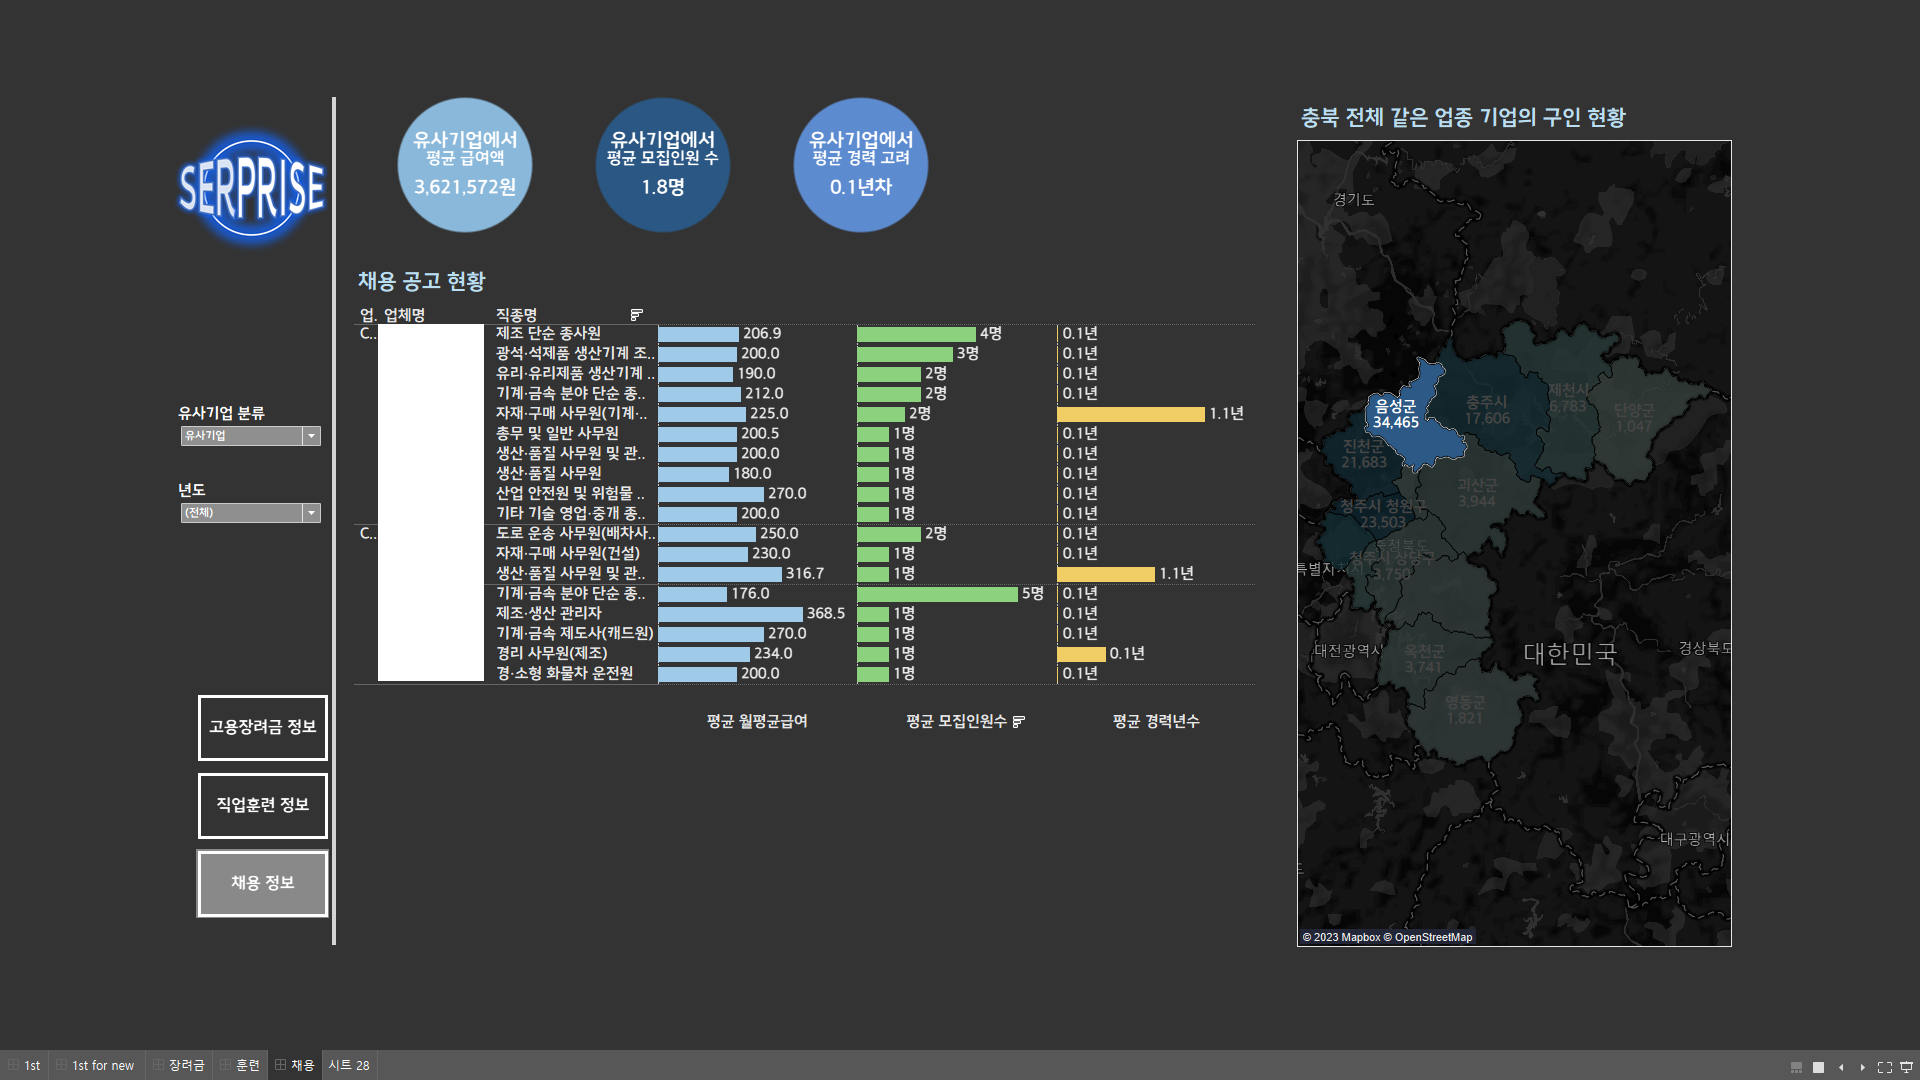 SERPRISE
유사기업에서
평균 급여액
3,621,572원
유사기업에서
평균 모집인원 수
1.8명
유사기업에서
평균 경력 고려
0.1년차
유사기업 분류
유사기업
년도
(전체)
고용장려금 정보
직업훈련 정보
채용 정보
채용 공고 현황
업. 업체명 직종명
C.. 제조 단순 종사원 206.9 4명 0.1년
광석·석제품 생산기계 조.. 200.0 3명 0.1년
유리·유리제품 생산기계 .. 190.0 2명 0.1년
기계·금속 분야 단순 종.. 212.0 2명 0.1년
자재·구매 사무원(기계·.. 225.0 2명 1.1년
총무 및 일반 사무원 200.5 1명 0.1년
생산·품질 사무원 및 관.. 200.0 1명 0.1년
생산·품질 사무원 180.0 1명 0.1년
산업 안전원 및 위험물 .. 270.0 1명 0.1년
기타 기술 영업·중개 종.. 200.0 1명 0.1년
C.. 도로 운송 사무원(배차사.. 250.0 2명 0.1년
자재·구매 사무원(건설) 230.0 1명 0.1년
생산·품질 사무원 및 관.. 316.7 1명 1.1년
기계·금속 분야 단순 종.. 176.0 5명 0.1년
제조·생산 관리자 368.5 1명 0.1년
기계·금속 제도사(캐드원) 270.0 1명 0.1년
경리 사무원(제조) 234.0 1명 0.1년
경·소형 화물차 운전원 200.0 1명 0.1년
평균 월평균급여 평균 모집인원수 평균 경력년수
충북 전체 같은 업종 기업의 구인 현황
경기도
음성군
34,465
충주시
17,606
제천시
6,783
단양군
1,047
진천군
21,683
괴산군
3,944
청주시 청원구
23,503
충청북도
청주시 상당구
3,750
특별자치시
대전광역시
옥천군
3,741
대한민국
경상북도
영동군
1,821
대구광역시
© 2023 Mapbox © OpenStreetMap
1st
1st for new
장려금
훈련
채용
시트 28